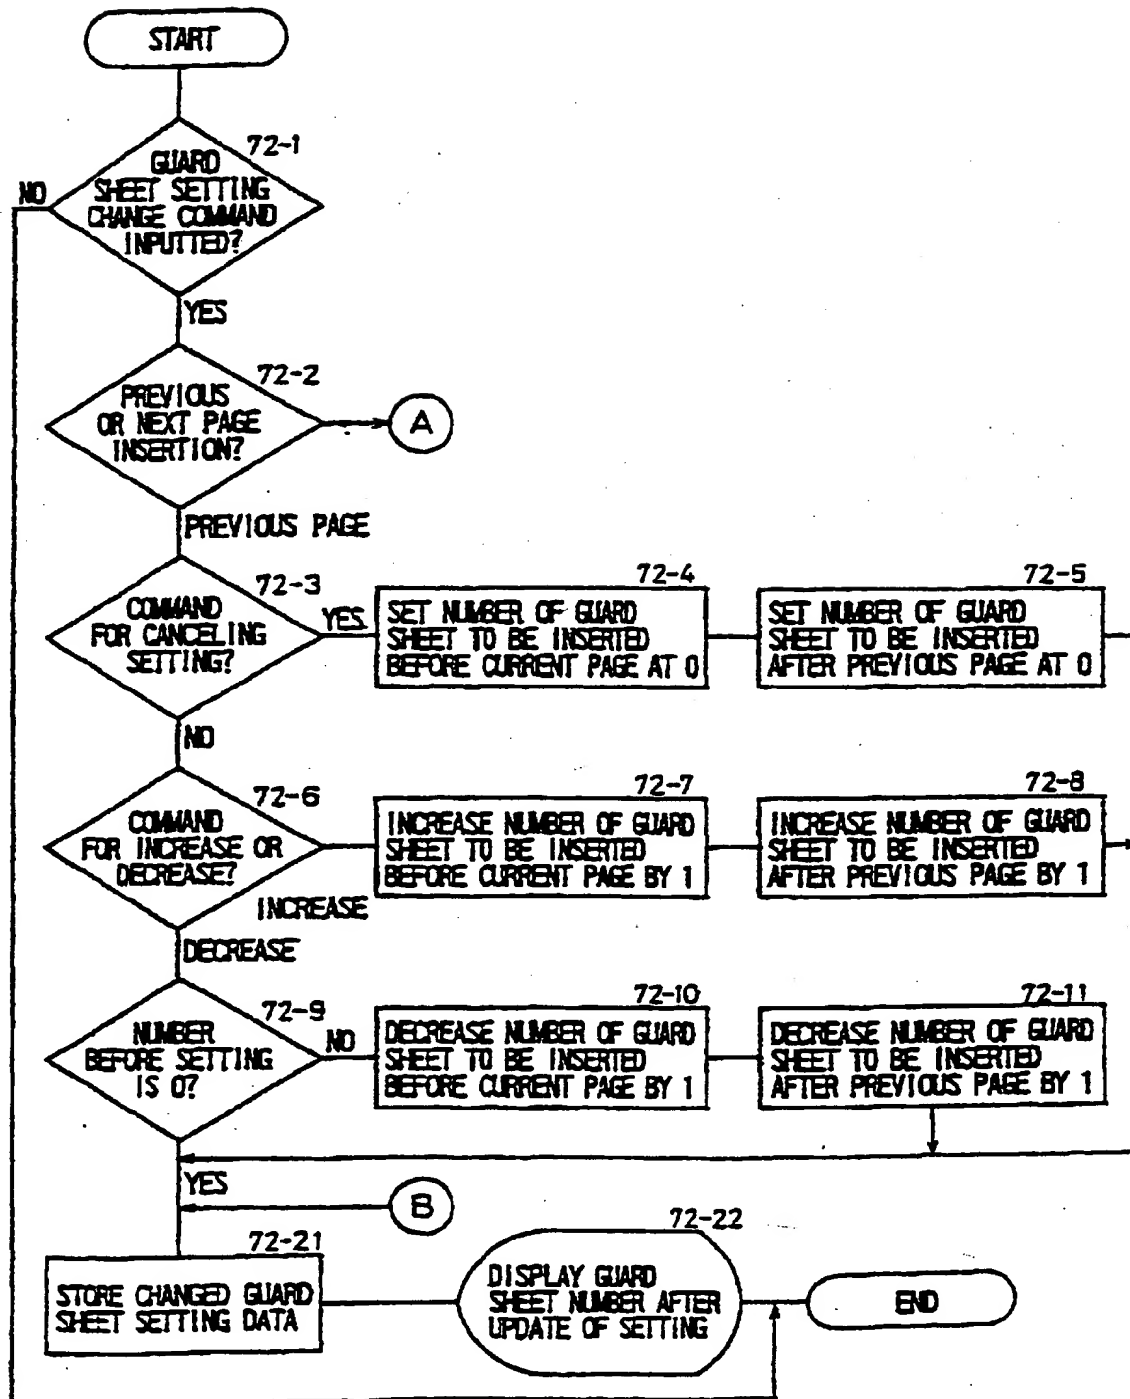 START
72-1
GUARD
SHEET SETTING
CHANGE COMMAND
INPUTTED?
NO
YES
72-2
PREVIOUS
OR NEXT PAGE
INSERTION?
A
PREVIOUS PAGE
72-3
COMMAND
FOR CANCELING
SETTING?
YES
72-4
SET NUMBER OF GUARD
SHEET TO BE INSERTED
BEFORE CURRENT PAGE AT 0
72-5
SET NUMBER OF GUARD
SHEET TO BE INSERTED
AFTER PREVIOUS PAGE AT 0
NO
72-6
COMMAND
FOR INCREASE OR
DECREASE?
INCREASE
72-7
INCREASE NUMBER OF GUARD
SHEET TO BE INSERTED
BEFORE CURRENT PAGE BY 1
72-8
INCREASE NUMBER OF GUARD
SHEET TO BE INSERTED
AFTER PREVIOUS PAGE BY 1
DECREASE
72-9
NUMBER
BEFORE SETTING
IS 0?
NO
72-10
DECREASE NUMBER OF GUARD
SHEET TO BE INSERTED
BEFORE CURRENT PAGE BY 1
72-11
DECREASE NUMBER OF GUARD
SHEET TO BE INSERTED
AFTER PREVIOUS PAGE BY 1
YES
B
72-21
STORE CHANGED GUARD
SHEET SETTING DATA
72-22
DISPLAY GUARD
SHEET NUMBER AFTER
UPDATE OF SETTING
END